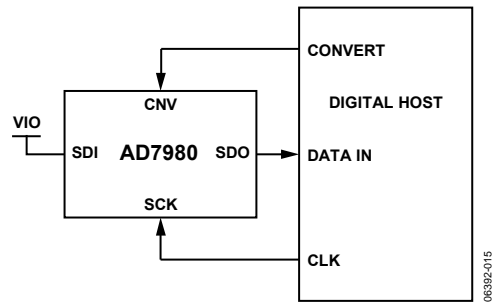 CONVERT
CNV
DIGITAL HOST
VIO
SDI AD7980 SDO DATA IN
SCK
CLK
06392-015